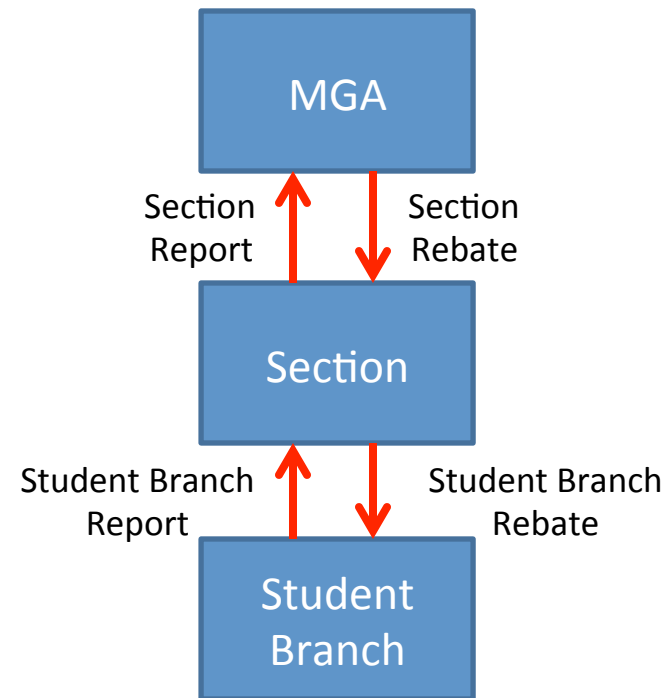 MGA
Section
Report
Section
Rebate
Section
Student Branch
Report
Student Branch
Rebate
Student
Branch